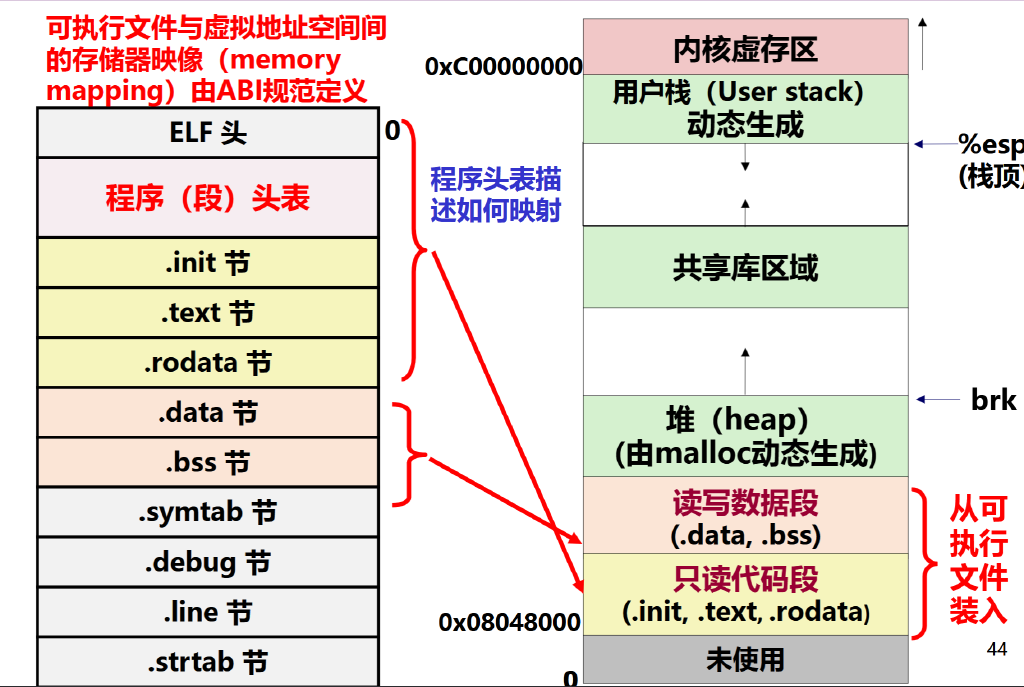 可执行文件与虚拟地址空间间
的存储器映像（memory
mapping）由ABI规范定义
ELF 头
0
程序（段）头表
.init 节
.text 节
.rodata 节
.data 节
.bss 节
.symtab 节
.debug 节
.line 节
.strtab 节
程序头表描
述如何映射
0xC00000000
内核虚存区
用户栈（User stack）
动态生成
%esp
(栈顶)
共享库区域
brk
堆（heap）
(由malloc动态生成)
读写数据段
(.data, .bss)
只读代码段
(.init, .text, .rodata)
0x08048000
未使用
0
从可
执行
文件
装入
44